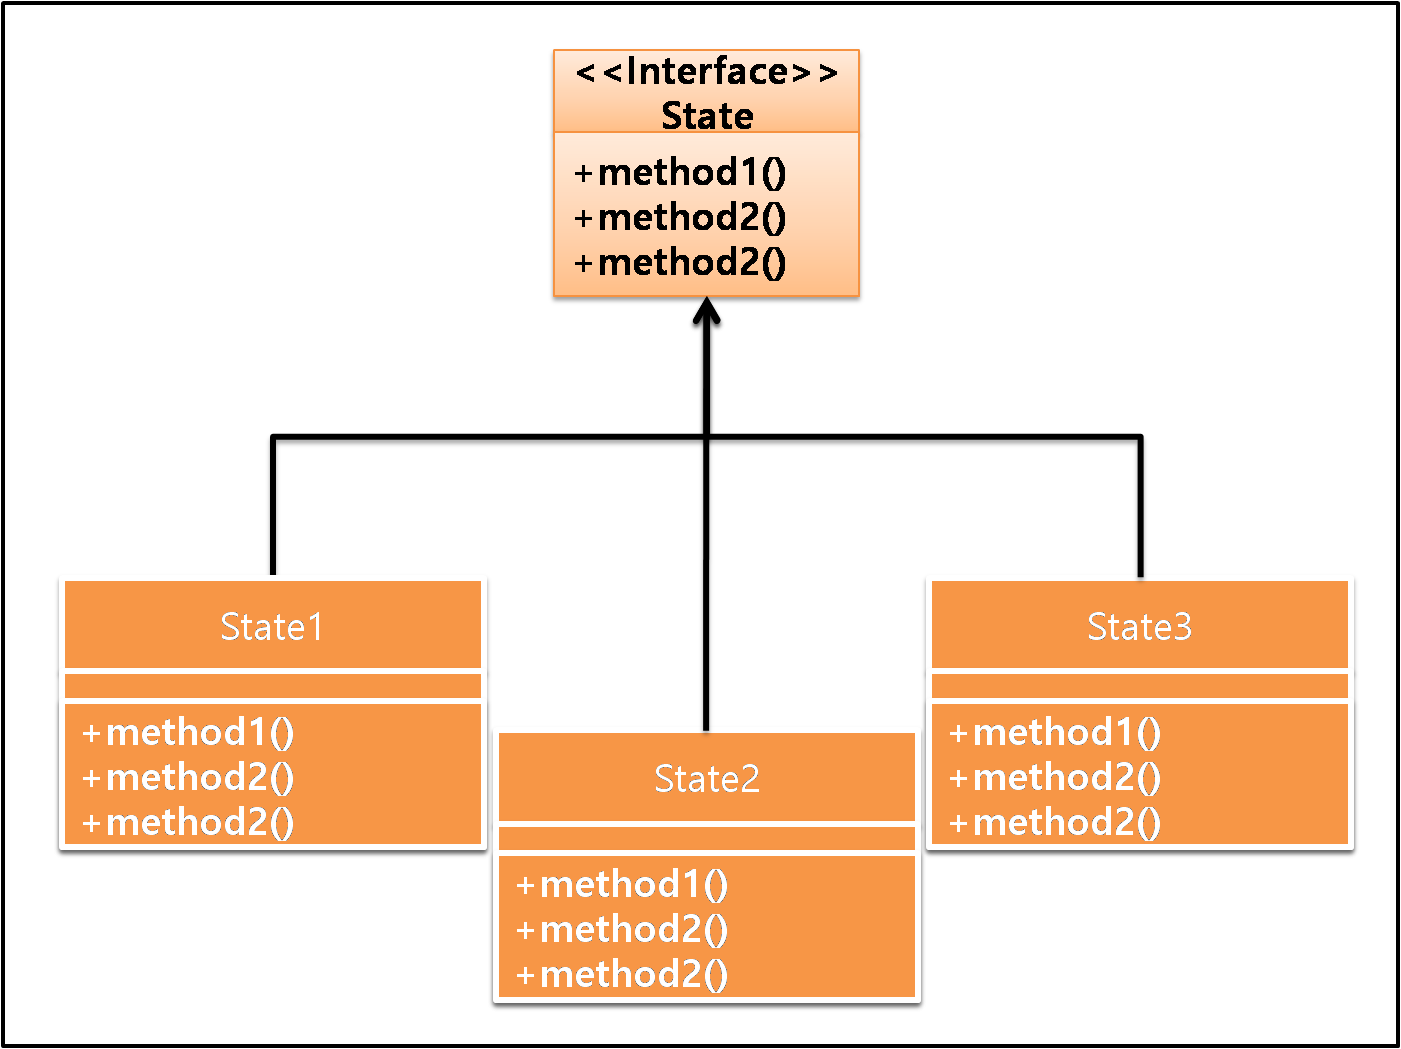 <<Interface>>
State
+method1()
+method2()
+method2()
State1
+method1()
+method2()
+method2()
State2
+method1()
+method2()
+method2()
State3
+method1()
+method2()
+method2()